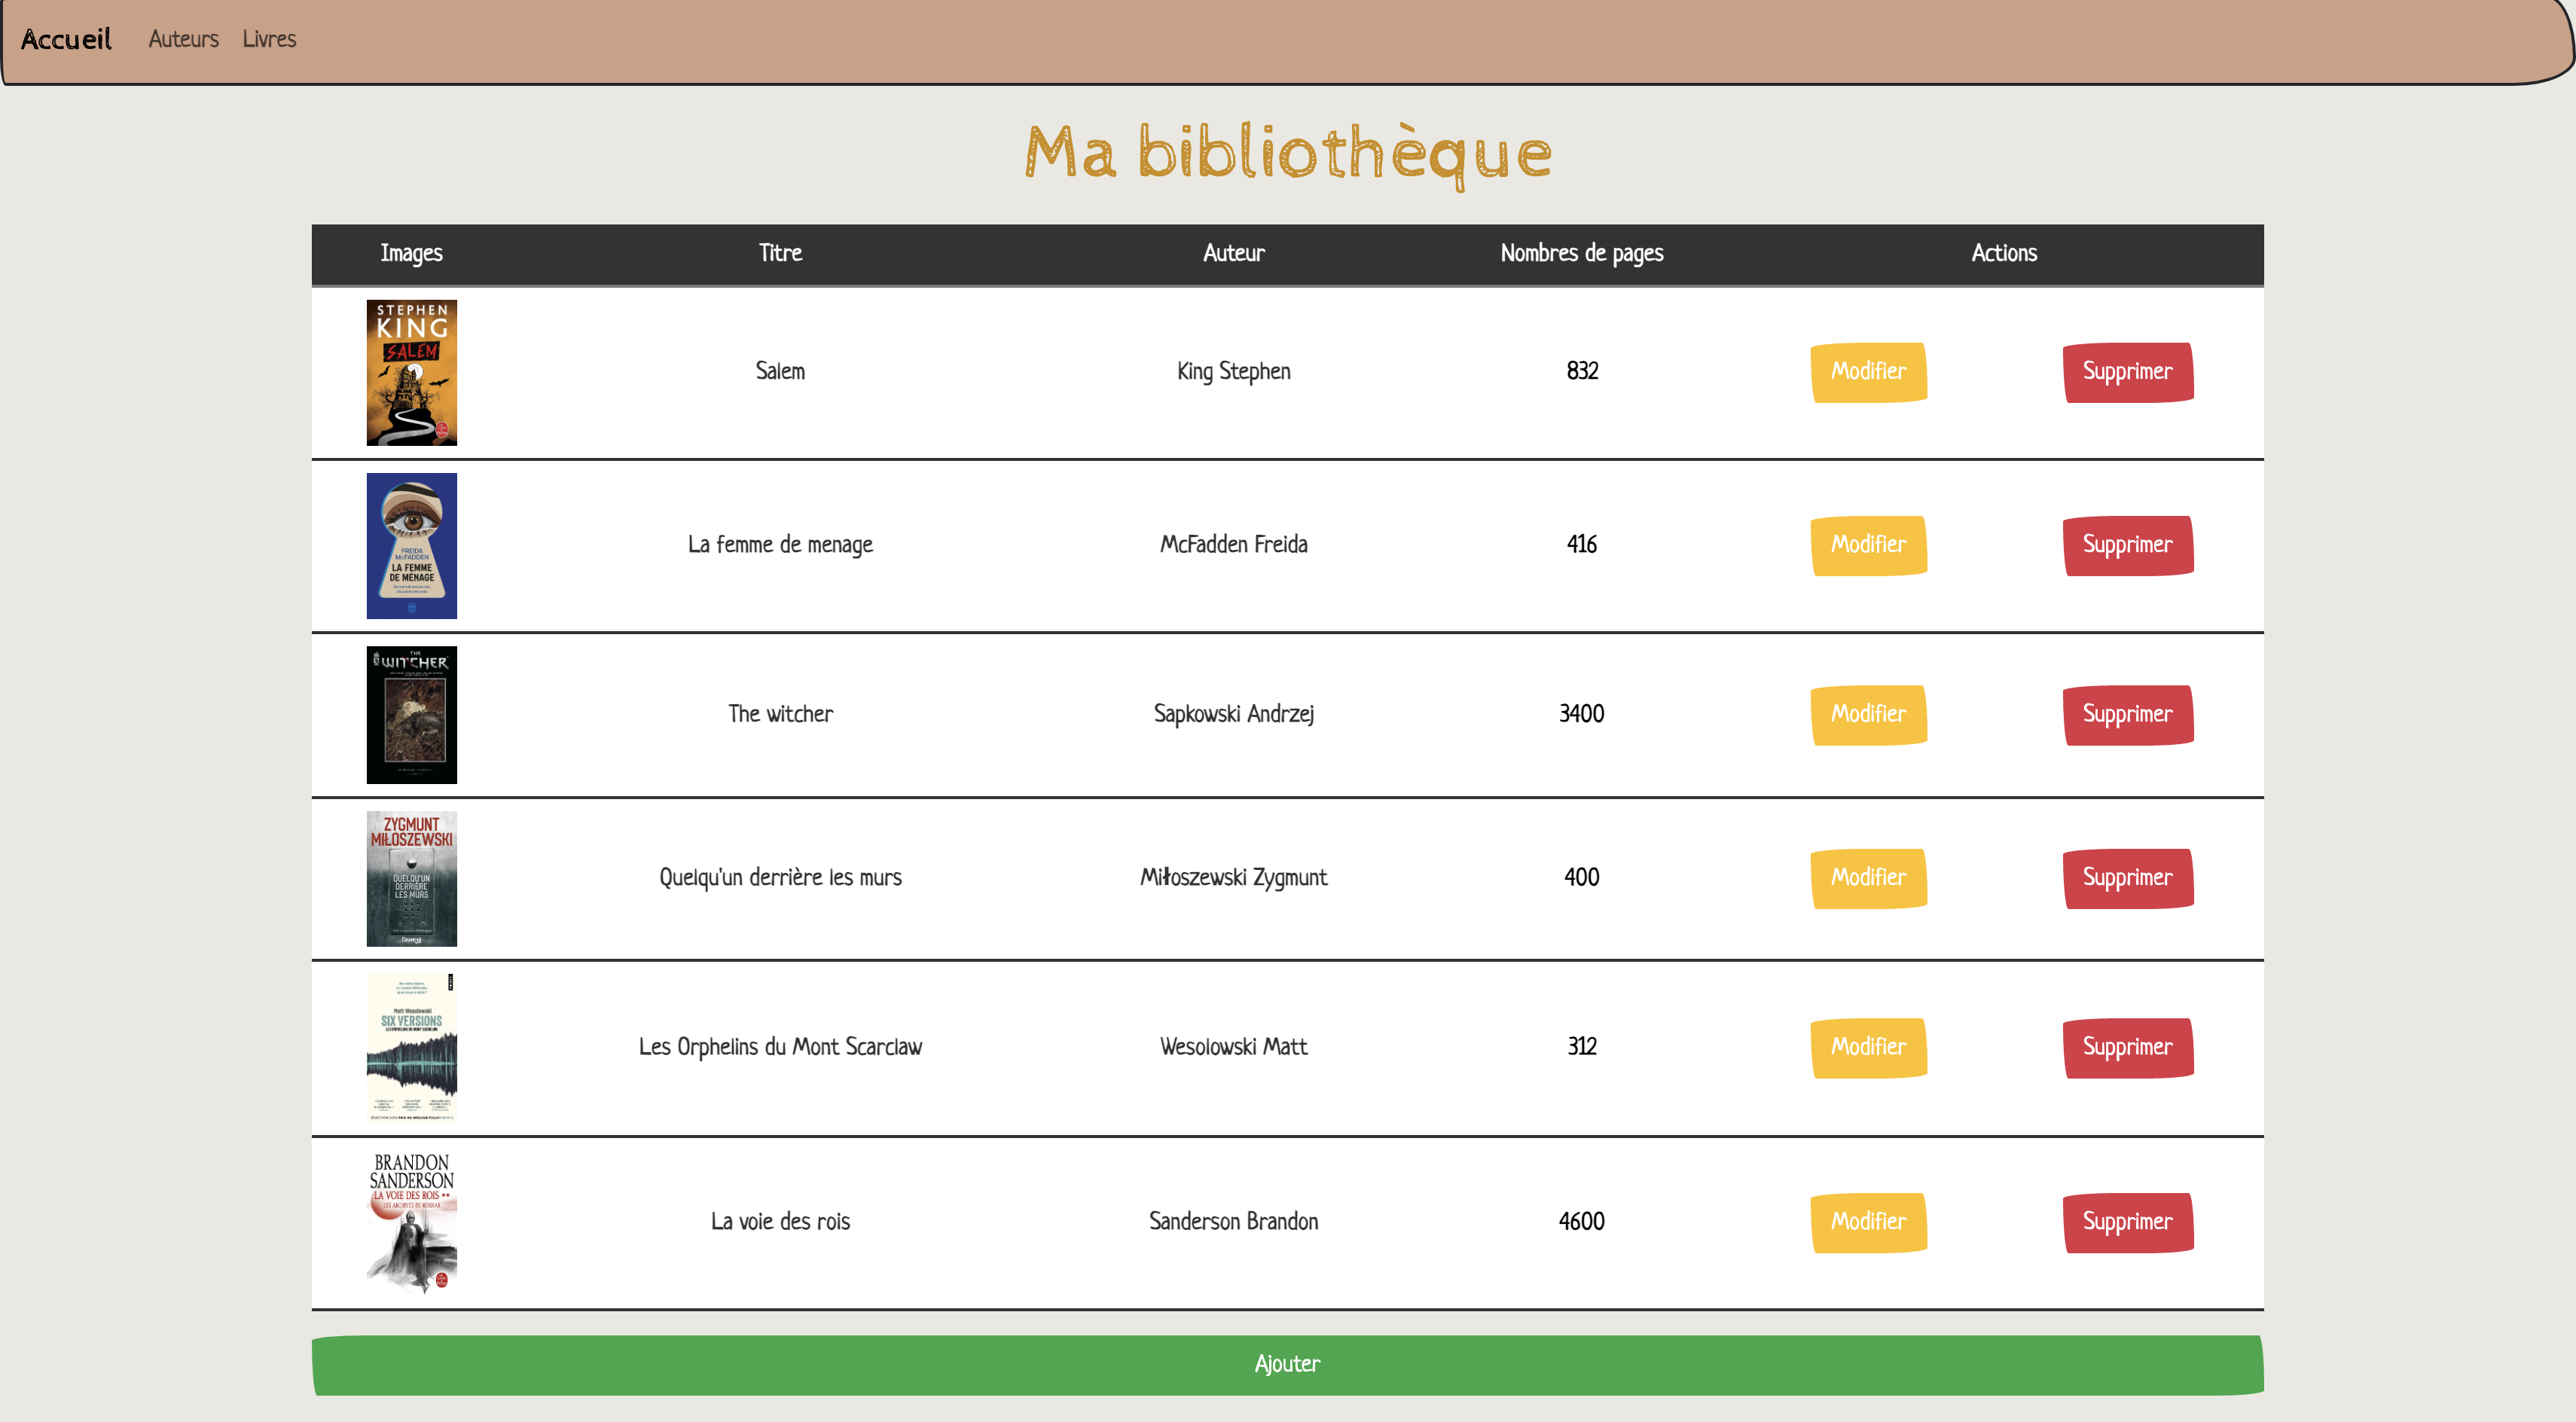 Accueil Auteurs Livres
Ma bibliothèque
Images Titre Auteur Nombres de pages Actions
STEPHEN
KING
SALEM
Salem King Stephen 832 Modifier Supprimer
FREIDA
McFADDEN
LA FEMME
DE MÉNAGE
La femme de menage McFadden Freida 416 Modifier Supprimer
THE
WITCHER
The witcher Sapkowski Andrzej 3400 Modifier Supprimer
ZYGMUNT
MIŁOSZEWSKI
QUELQU'UN
DERRIÈRE
LES MURS
Quelqu'un derrière les murs Miłoszewski Zygmunt 400 Modifier Supprimer
Matt Wesolowski
SIX VERSIONS
LES ORPHELINS DU MONT SCARCLAW
Les Orphelins du Mont Scarclaw Wesolowski Matt 312 Modifier Supprimer
BRANDON
SANDERSON
LA VOIE DES ROIS **
LES ARCHIVES DE ROSHAR
La voie des rois Sanderson Brandon 4600 Modifier Supprimer
Ajouter